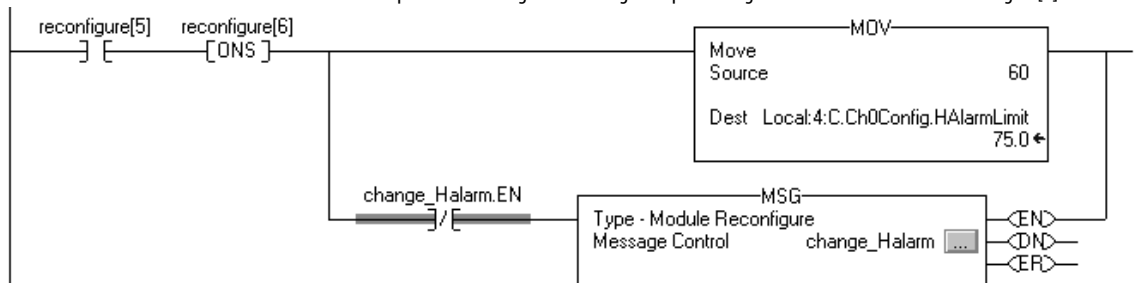 reconfigure[5] reconfigure[6]
ONS
MOV
Move
Source 60
Dest Local:4:C.Ch0Config.HAlarmLimit
75.0
change_Halarm.EN
MSG
Type - Module Reconfigure
Message Control change_Halarm ...
EN
DN
ER